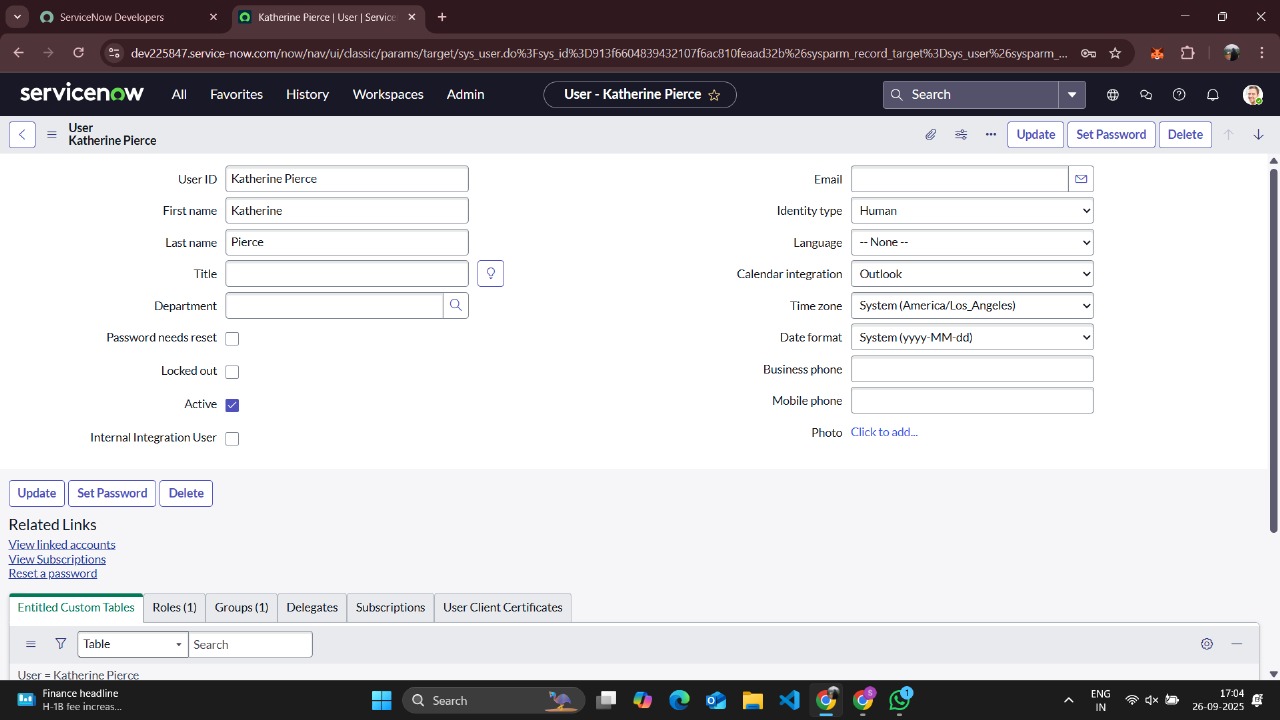 ServiceNow Developers
Katherine Pierce | User | Service
dev225847.service-now.com/now/nav/ui/classic/params/target/sys_user.do%3Fsys_id%3D913f6604839432107f6ac810feaad32b%26sysparm_record_target%3Dsys_user%26sysparm_...
servicenow All Favorites History Workspaces Admin User - Katherine Pierce Search
User
Katherine Pierce
Update Set Password Delete
User ID Katherine Pierce
First name Katherine
Last name Pierce
Title
Department
Password needs reset
Locked out
Active
Internal Integration User
Email
Identity type Human
Language -- None --
Calendar integration Outlook
Time zone System (America/Los_Angeles)
Date format System (yyyy-MM-dd)
Business phone
Mobile phone
Photo Click to add...
Update Set Password Delete
Related Links
View linked accounts
View Subscriptions
Reset a password
Entitled Custom Tables Roles (1) Groups (1) Delegates Subscriptions User Client Certificates
Table Search
User = Katherine Pierce
Finance headline
H-1B fee increas...
Search
S
1
ENG
IN
17:04
26-09-2025